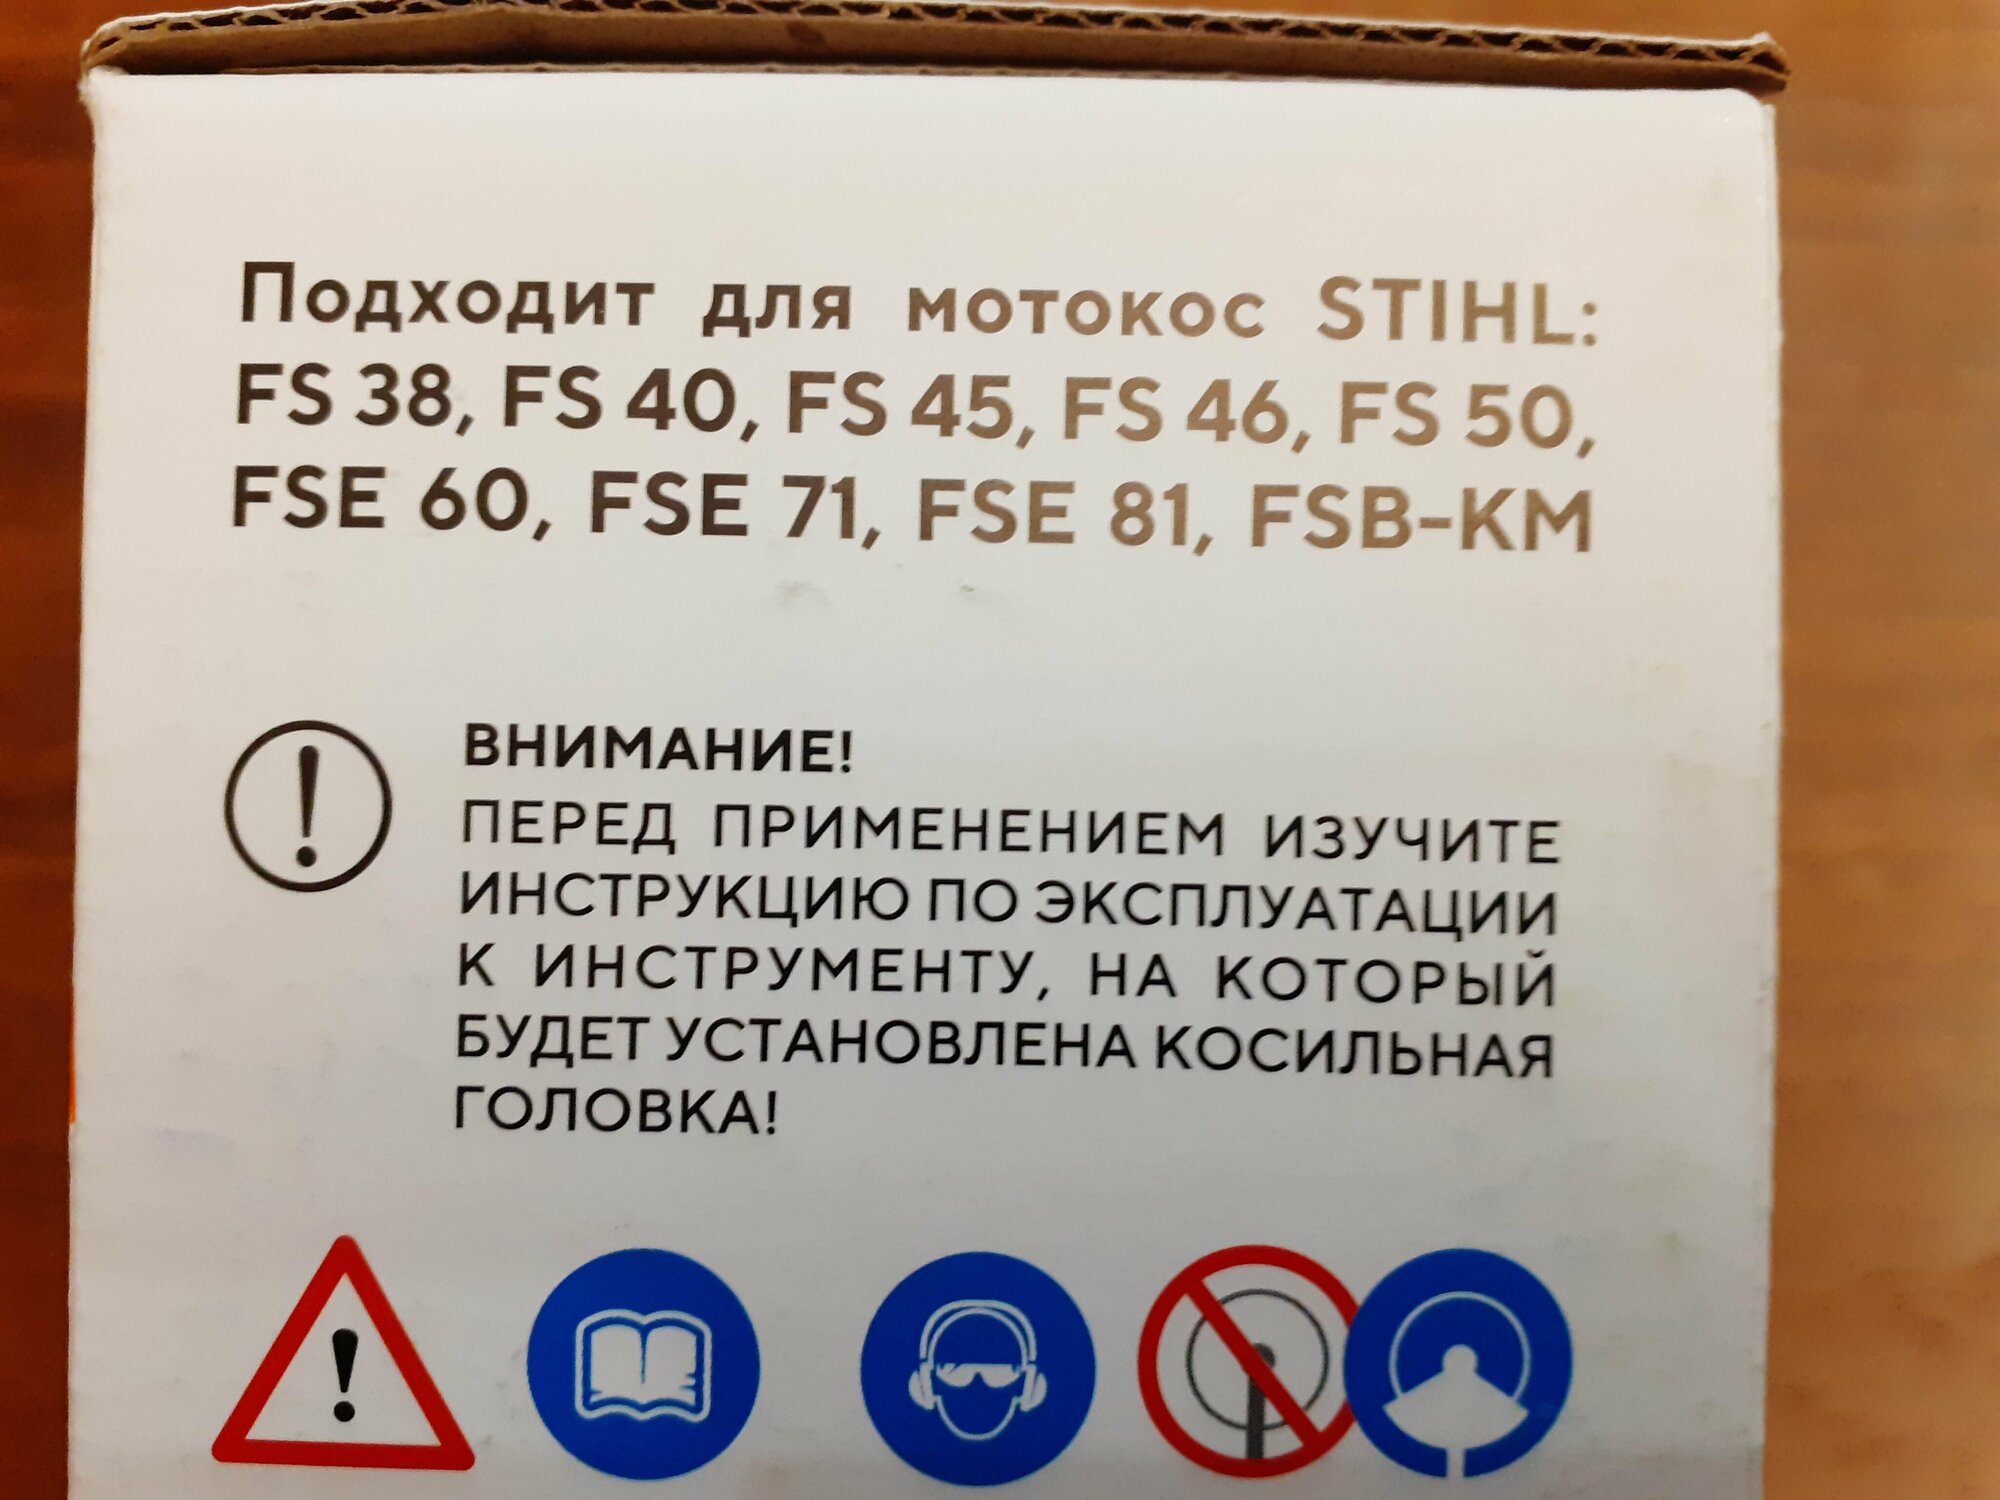 Подходит для мотокос STIHL:
FS 38, FS 40, FS 45, FS 46, FS 50,
FSE 60, FSE 71, FSE 81, FSB-KM
ВНИМАНИЕ!
ПЕРЕД ПРИМЕНЕНИЕМ ИЗУЧИТЕ
ИНСТРУКЦИЮ ПО ЭКСПЛУАТАЦИИ
К ИНСТРУМЕНТУ, НА КОТОРЫЙ
БУДЕТ УСТАНОВЛЕНА КОСИЛЬНАЯ
ГОЛОВКА!